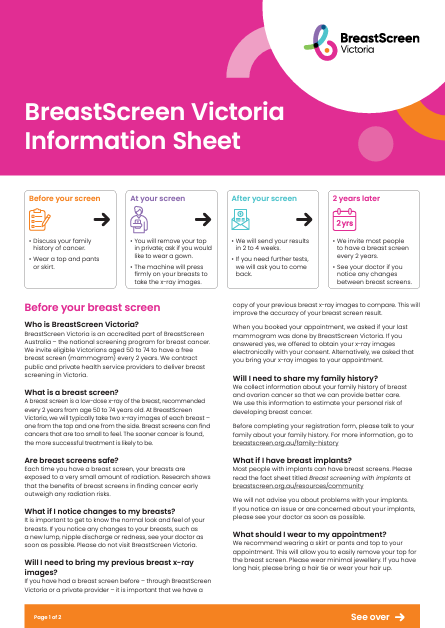 BreastScreen
Victoria
BreastScreen Victoria
Information Sheet
Before your screen
• Discuss your family
history of cancer.
• Wear a top and pants
or skirt.
At your screen
• You will remove your top
in private; ask if you would
like to wear a gown.
• The machine will press
firmly on your breasts to
take the x-ray images.
After your screen
• We will send your results
in 2 to 4 weeks.
• If you need further tests,
we will ask you to come
back.
2 years later
2yrs
• We invite most people
to have a breast screen
every 2 years.
• See your doctor if you
notice any changes
between breast screens.
Before your breast screen
Who is BreastScreen Victoria?
BreastScreen Victoria is an accredited part of BreastScreen
Australia – the national screening program for breast cancer.
We invite eligible Victorians aged 50 to 74 to have a free
breast screen (mammogram) every 2 years. We contract
public and private health service providers to deliver breast
screening in Victoria.
What is a breast screen?
A breast screen is a low-dose x-ray of the breast, recommended
every 2 years from age 50 to 74 years old. At BreastScreen
Victoria, we will typically take two x-ray images of each breast –
one from the top and one from the side. Breast screens can find
cancers that are too small to feel. The sooner cancer is found,
the more successful treatment is likely to be.
Are breast screens safe?
Each time you have a breast screen, your breasts are
exposed to a very small amount of radiation. Research shows
that the benefits of breast screens in finding cancer early
outweigh any radiation risks.
What if I notice changes to my breasts?
It is important to get to know the normal look and feel of your
breasts. If you notice any changes to your breasts, such as
a new lump, nipple discharge or redness, see your doctor as
soon as possible. Please do not visit BreastScreen Victoria.
Will I need to bring my previous breast x-ray
images?
If you have had a breast screen before – through BreastScreen
Victoria or a private provider – it is important that we have a
copy of your previous breast x-ray images to compare. This will
improve the accuracy of your breast screen result.
When you booked your appointment, we asked if your last
mammogram was done by BreastScreen Victoria. If you
answered yes, we offered to obtain your x-ray images
electronically with your consent. Alternatively, we asked that
you bring your x-ray images to your appointment.
Will I need to share my family history?
We collect information about your family history of breast
and ovarian cancer so that we can provide better care.
We use this information to estimate your personal risk of
developing breast cancer.
Before completing your registration form, please talk to your
family about your family history. For more information, go to
breastscreen.org.au/family-history
What if I have breast implants?
Most people with implants can have breast screens. Please
read the fact sheet titled Breast screening with implants at
breastscreen.org.au/resources/community
We will not advise you about problems with your implants.
If you notice an issue or are concerned about your implants,
please see your doctor as soon as possible.
What should I wear to my appointment?
We recommend wearing a skirt or pants and top to your
appointment. This will allow you to easily remove your top for
the breast screen. Please wear minimal jewellery. If you have
long hair, please bring a hair tie or wear your hair up.
Page 1 of 2
See over